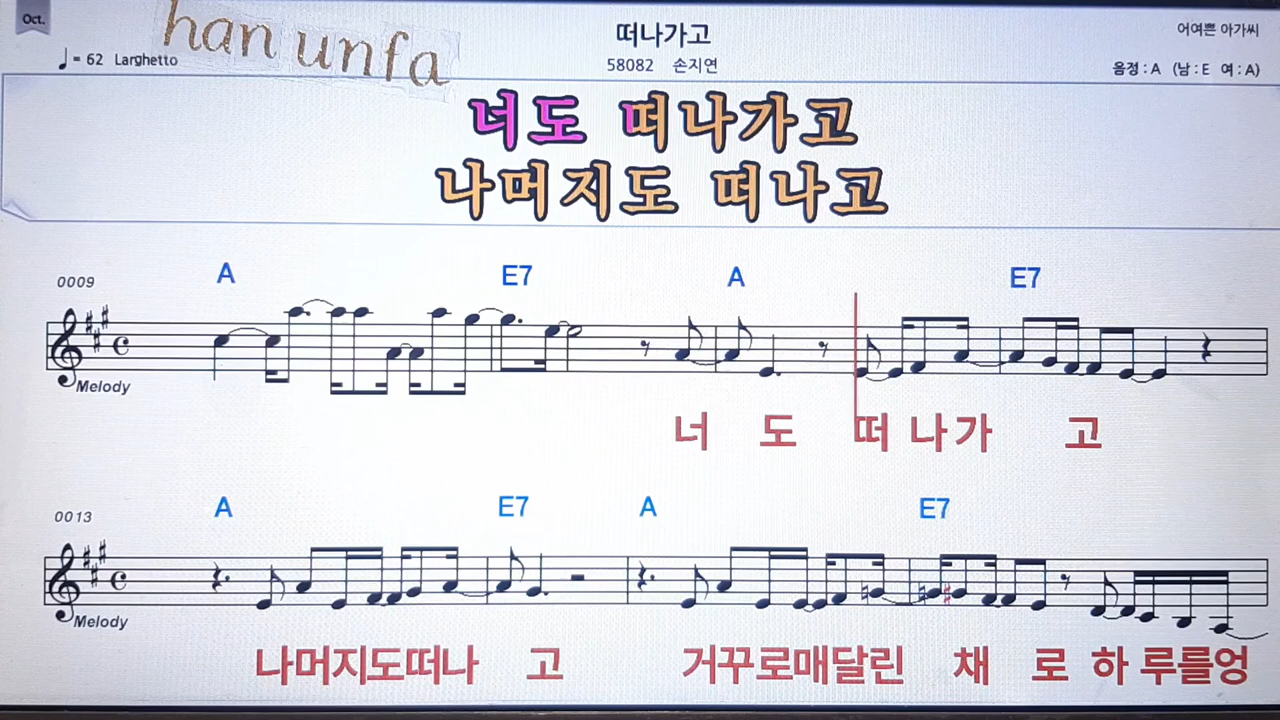 Oct.
han unfa
떠나가고
어여쁜 아가씨
♩= 62 Larghetto
58082 손지연
음정 : A (남 : E 여 : A)
너도 떠나가고
나머지도 떠나고
0009
A E7 A E7
Melody
너 도 떠 나 가 고
0013
A E7 A E7
Melody
나머지도떠나 고 거꾸로매달린 채 로 하 루를엉